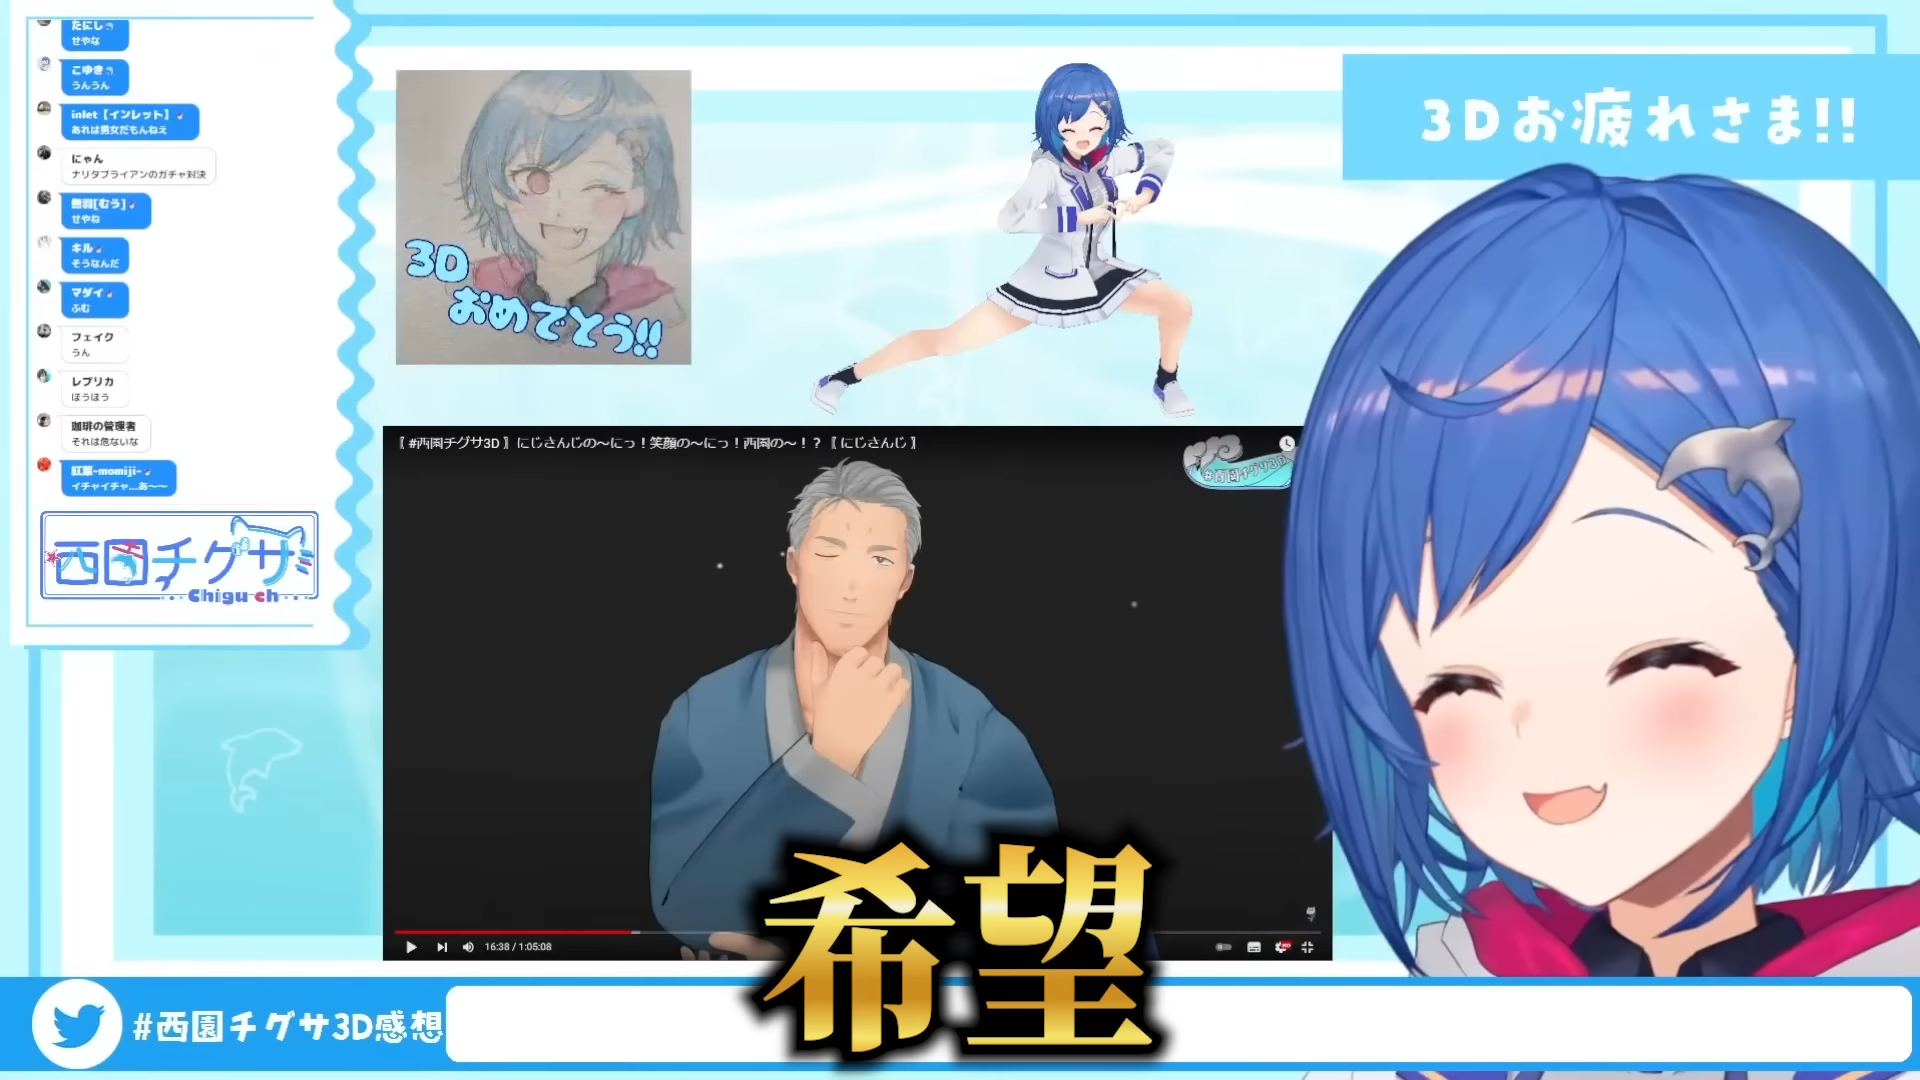 たにし
せやな
こゆき
うんうん
inlet【インレット】
あれは男女だもんねえ
にゃん
ナリタブライアンのガチャ対決
無羽[むう]
せやね
キル
そうなんだ
マダイ
ふむ
フェイク
うん
レプリカ
ほうほう
珈琲の管理者
それは危ないな
紅葉-momiji-
イチャイチャ…あ〜〜
西園チグサ
Chigu ch
3D
おめでとう!!
3Dお疲れさま!!
〖 #西園チグサ3D 〗にじさんじの〜にっ！笑顔の〜にっ！西園の〜！？〖 にじさんじ 〗
#西園チグサ3D
16:38 / 1:05:08
希望
#西園チグサ3D感想